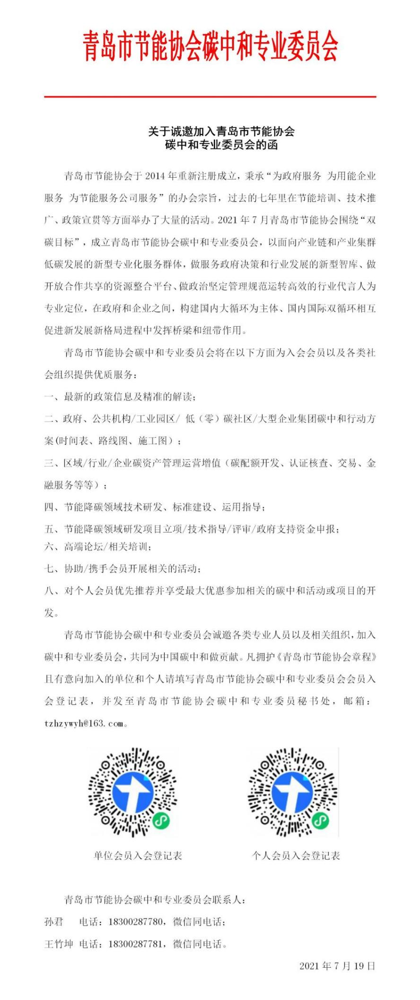 青岛市节能协会碳中和专业委员会
关于诚邀加入青岛市节能协会
碳中和专业委员会的函
青岛市节能协会于 2014 年重新注册成立，秉承“为政府服务 为用能企业
服务 为节能服务公司服务”的办会宗旨，过去的七年里在节能培训、技术推
广、政策宣贯等方面举办了大量的活动。2021 年 7 月青岛市节能协会围绕“双
碳目标”，成立青岛市节能协会碳中和专业委员会，以面向产业链和产业集群
低碳发展的新型专业化服务群体，做服务政府决策和行业发展的新型智库、做
开放合作共享的资源整合平台、做政治坚定管理规范运转高效的行业代言人为
专业定位，在政府和企业之间，构建国内大循环为主体、国内国际双循环相互
促进新发展新格局进程中发挥桥梁和纽带作用。
青岛市节能协会碳中和专业委员会将在以下方面为入会会员以及各类社
会组织提供优质服务：
一、最新的政策信息及精准的解读；
二、政府、公共机构/工业园区/ 低（零）碳社区/大型企业集团碳中和行动方
案(时间表、路线图、施工图）；
三、区域/行业/企业碳资产管理运营增值（碳配额开发、认证核查、交易、金
融服务等等）；
四、节能降碳领域技术研发、标准建设、运用指导；
五、节能降碳领域研发项目立项/技术指导/评审/政府支持资金申报；
六、高端论坛/相关培训；
七、协助/携手会员开展相关的活动；
八、对个人会员优先推荐并享受最大优惠参加相关的碳中和活动或项目的开
发。
青岛市节能协会碳中和专业委员会诚邀各类专业人员以及相关组织，加入
碳中和专业委员会，共同为中国碳中和做贡献。凡拥护《青岛市节能协会章程》
且有意向加入的单位和个人请填写青岛市节能协会碳中和专业委员会会员入
会登记表，并发至青岛市节能协会碳中和专业委员秘书处，邮箱：
tzhzywyh@163.com。
单位会员入会登记表
个人会员入会登记表
青岛市节能协会碳中和专业委员会联系人：
孙君 电话：18300287780，微信同电话；
王竹坤 电话：18300287781，微信同电话。
2021 年 7 月 19 日